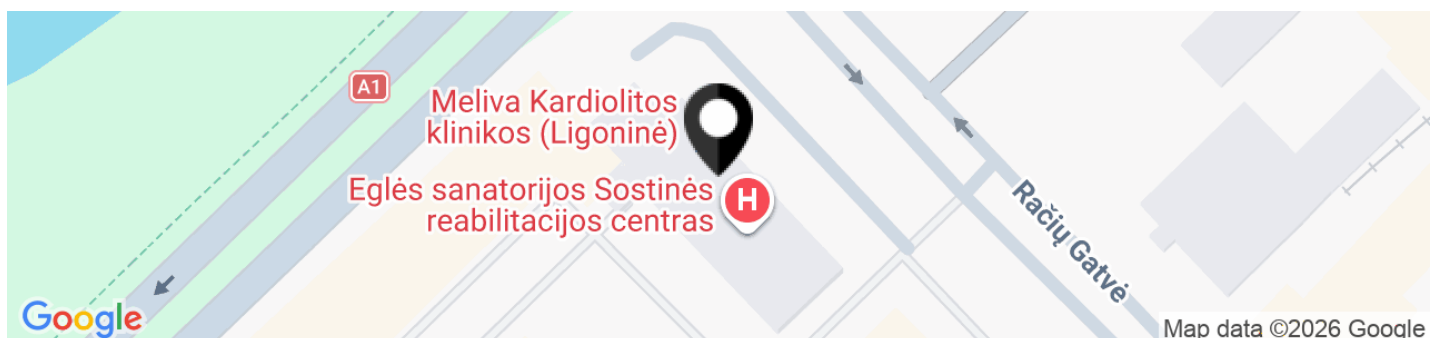 A1
Meliva Kardiolitos
klinikos (Ligoninė)
Eglės sanatorijos Sostinės
reabilitacijos centras
H
Račių Gatvė
Google
Map data ©2026 Google